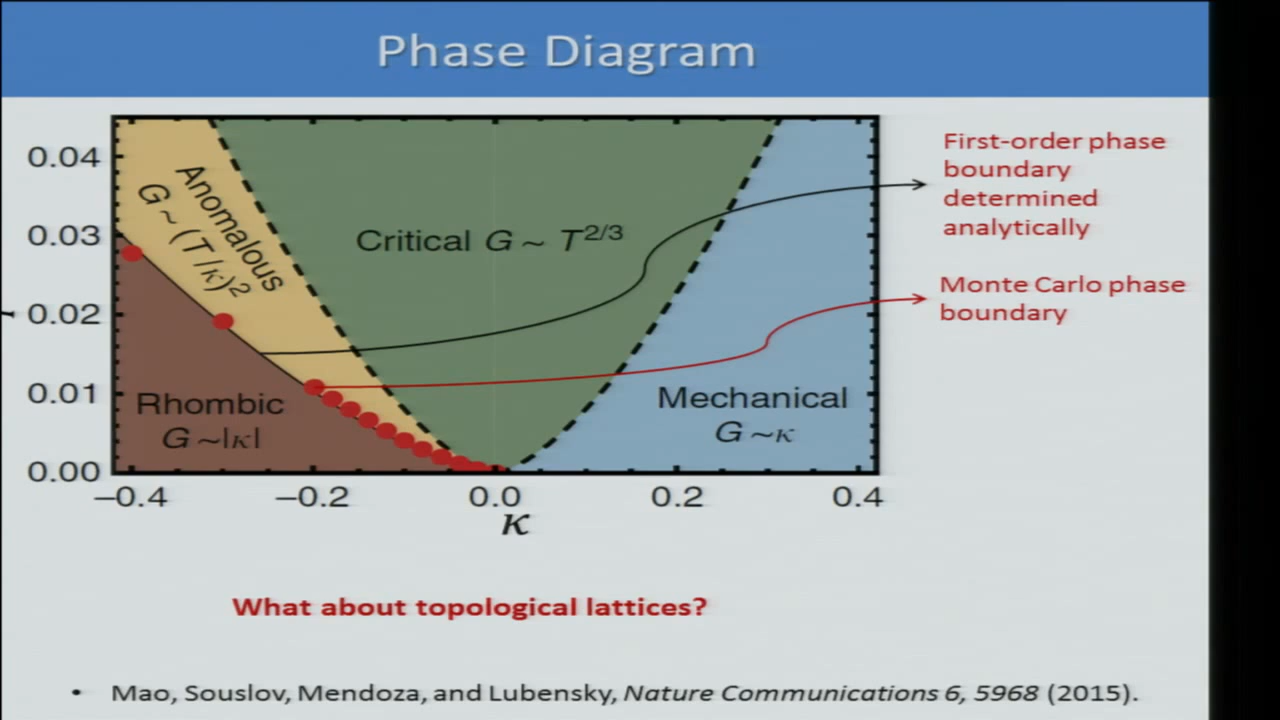 Phase Diagram
0.04
0.03
0.02
0.01
0.00
Anomalous
G ~ (T/κ)²
Critical G ~ T^2/3
Rhombic
G ~|κ|
Mechanical
G ~κ
−0.4
−0.2
0.0
0.2
0.4
κ
First-order phase
boundary
determined
analytically
Monte Carlo phase
boundary
What about topological lattices?
• Mao, Souslov, Mendoza, and Lubensky, Nature Communications 6, 5968 (2015).